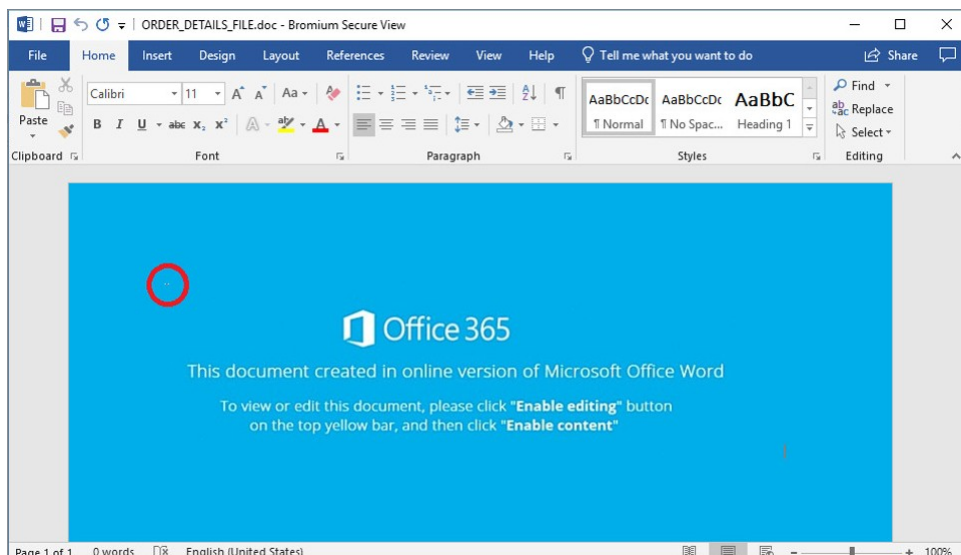 ORDER_DETAILS_FILE.doc - Bromium Secure View
File Home Insert Design Layout References Review View Help Tell me what you want to do Share
Paste
Calibri 11 A A Aa
B I U abc X₂ X² A ab A
AaBbCcDc AaBbCcDc AaBbC
¶ Normal ¶ No Spac... Heading 1
Find
Replace
Select
Clipboard Font Paragraph Styles Editing
Office 365
This document created in online version of Microsoft Office Word
To view or edit this document, please click "Enable editing" button
on the top yellow bar, and then click "Enable content"
Page 1 of 1 0 words English (United States) 100%